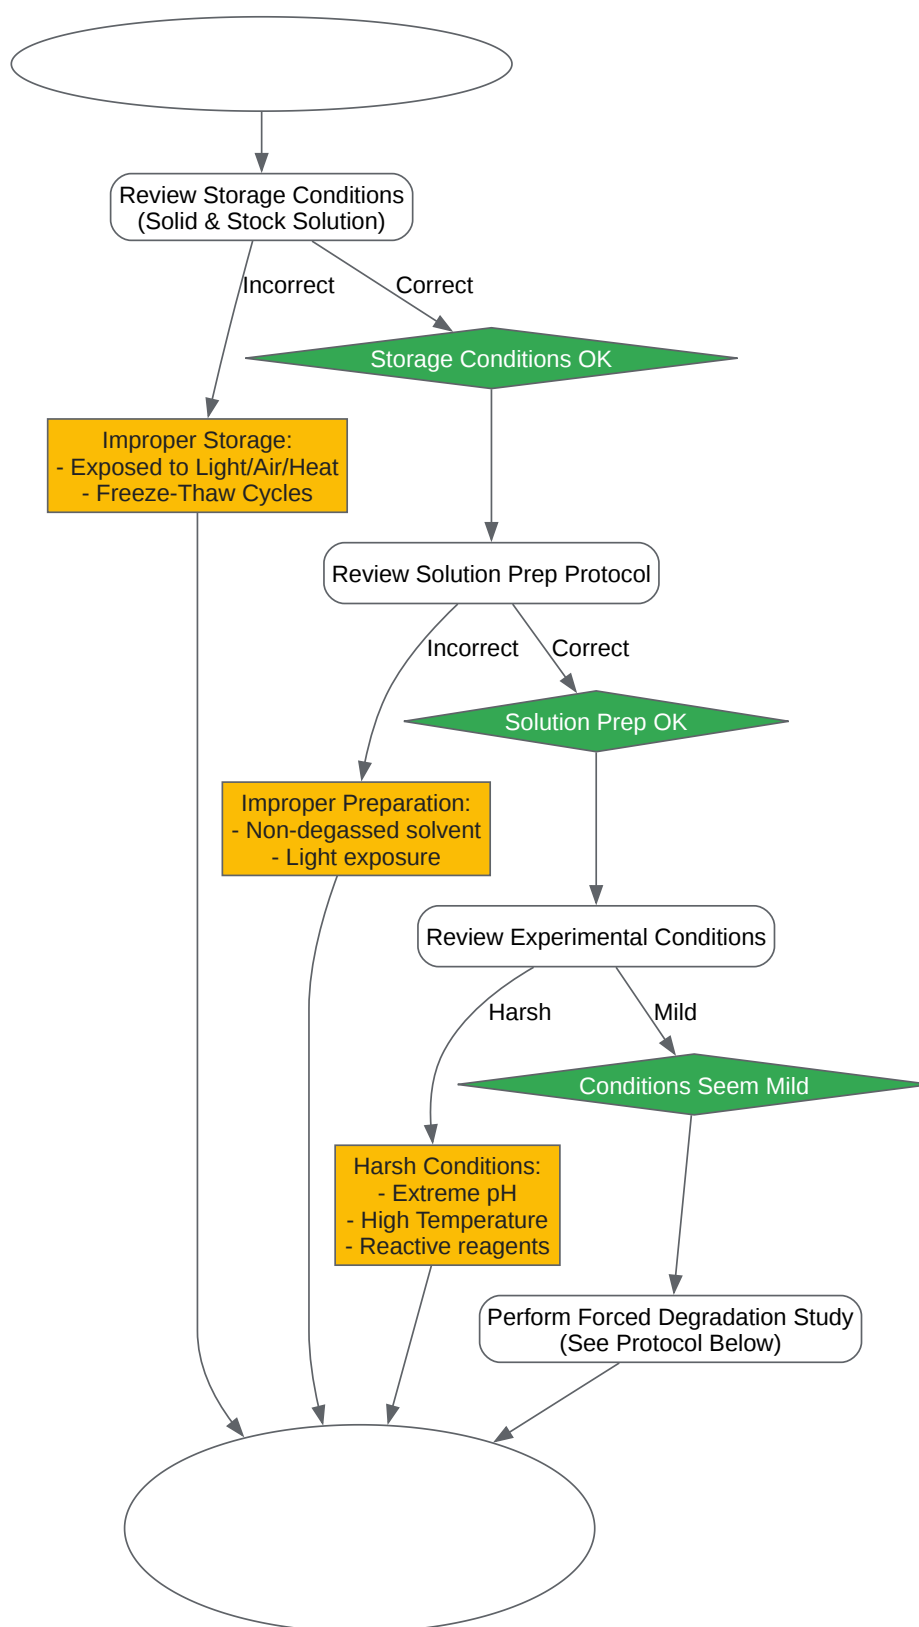 Review Storage Conditions
(Solid & Stock Solution)
Incorrect
Correct
Storage Conditions OK
Improper Storage:
- Exposed to Light/Air/Heat
- Freeze-Thaw Cycles
Review Solution Prep Protocol
Incorrect
Correct
Solution Prep OK
Improper Preparation:
- Non-degassed solvent
- Light exposure
Review Experimental Conditions
Harsh
Mild
Conditions Seem Mild
Harsh Conditions:
- Extreme pH
- High Temperature
- Reactive reagents
Perform Forced Degradation Study
(See Protocol Below)